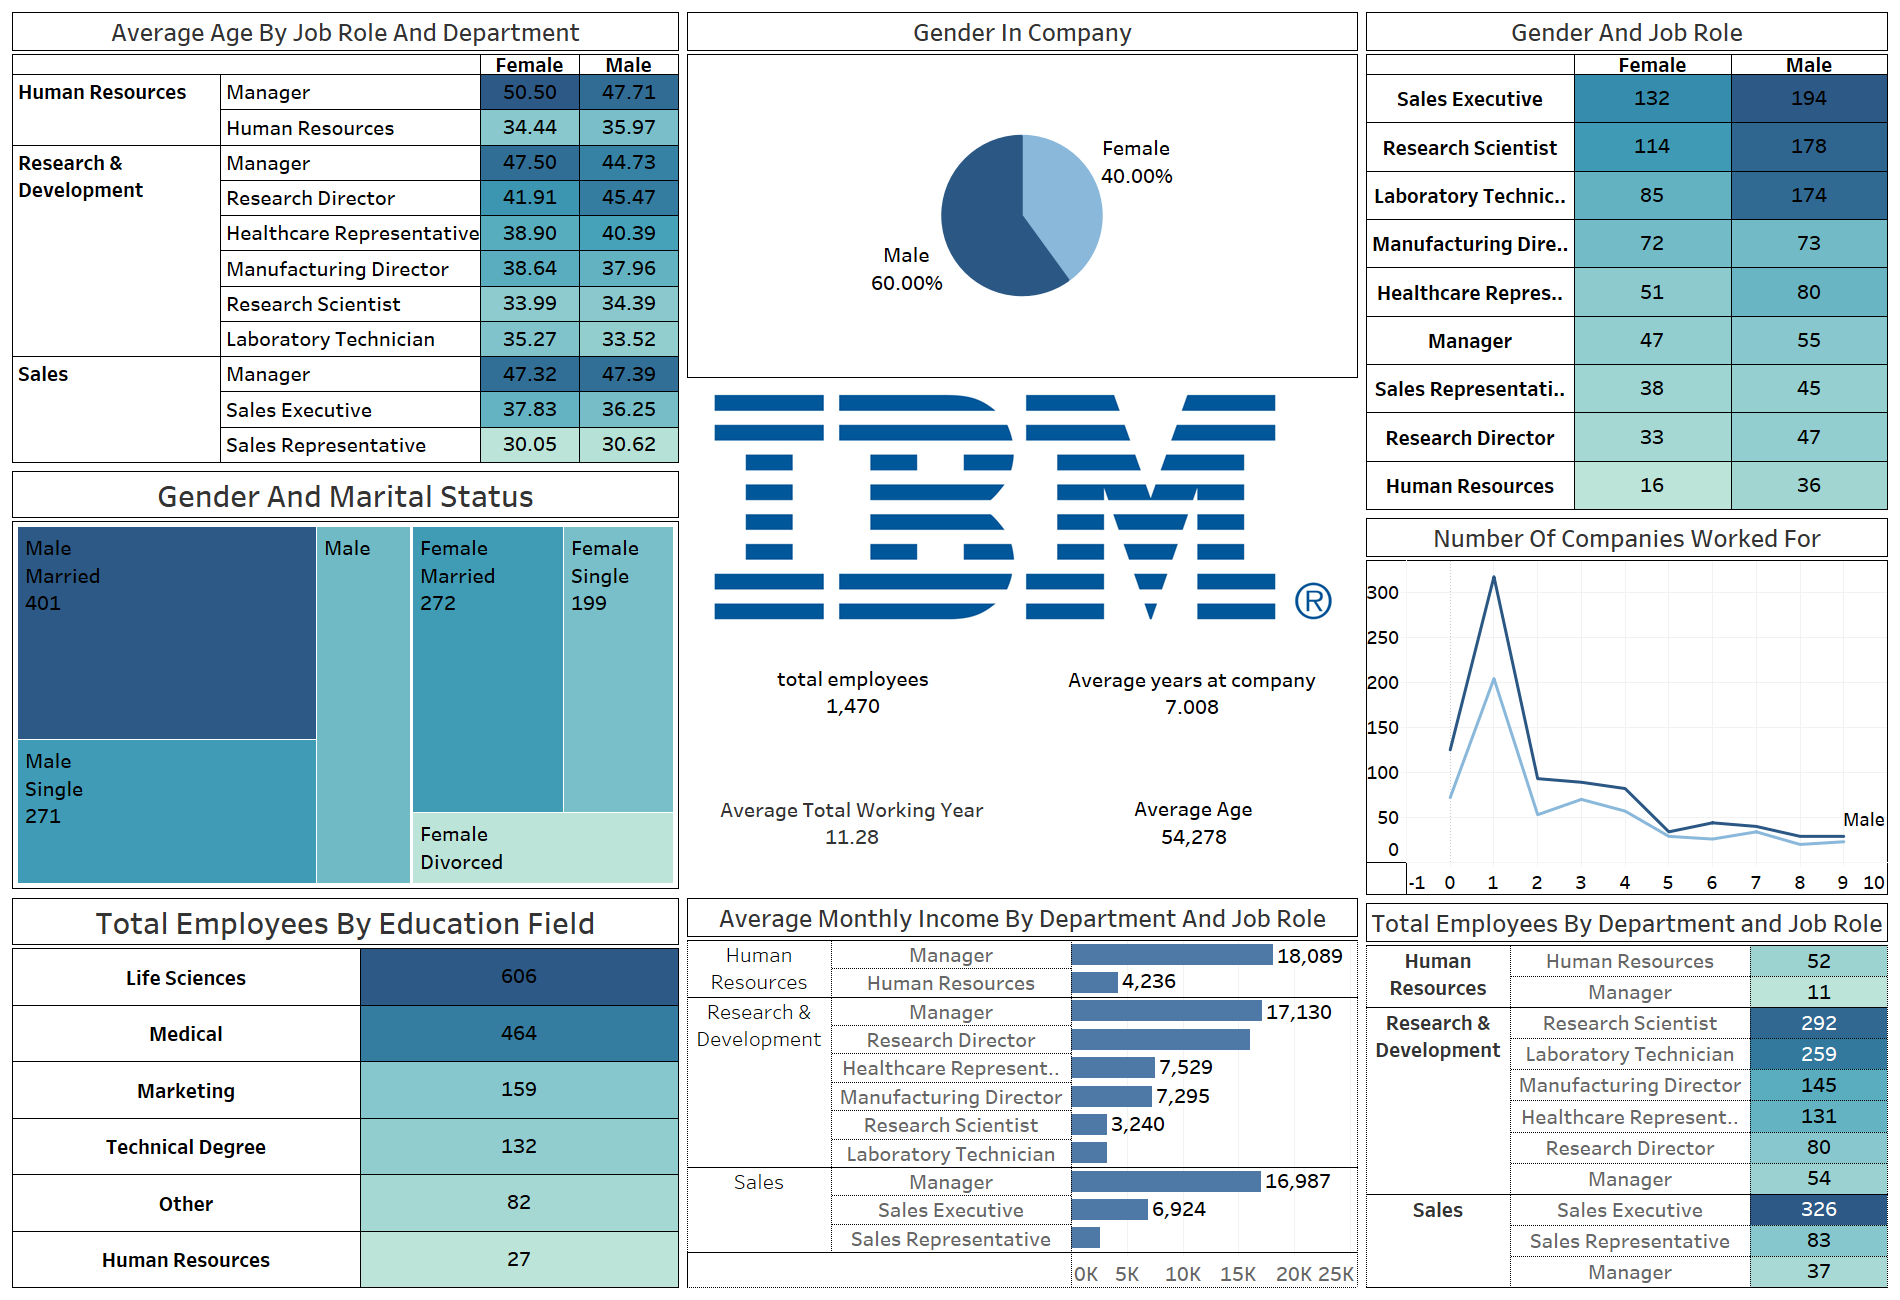 Average Age By Job Role And Department
Female Male
Human Resources Manager 50.50 47.71
Human Resources 34.44 35.97
Research & Development Manager 47.50 44.73
Research Director 41.91 45.47
Healthcare Representative 38.90 40.39
Manufacturing Director 38.64 37.96
Research Scientist 33.99 34.39
Laboratory Technician 35.27 33.52
Sales Manager 47.32 47.39
Sales Executive 37.83 36.25
Sales Representative 30.05 30.62
Gender And Marital Status
Male
Married
401
Male
Single
271
Male
Female
Married
272
Female
Single
199
Female
Divorced
Total Employees By Education Field
Life Sciences 606
Medical 464
Marketing 159
Technical Degree 132
Other 82
Human Resources 27
Gender In Company
Female
40.00%
Male
60.00%
IBM®
total employees
1,470
Average years at company
7.008
Average Total Working Year
11.28
Average Age
54,278
Average Monthly Income By Department And Job Role
Human Resources Manager 18,089
Human Resources 4,236
Research & Development Manager 17,130
Research Director
Healthcare Represent.. 7,529
Manufacturing Director 7,295
Research Scientist 3,240
Laboratory Technician
Sales Manager 16,987
Sales Executive 6,924
Sales Representative
0K 5K 10K 15K 20K 25K
Gender And Job Role
Female Male
Sales Executive 132 194
Research Scientist 114 178
Laboratory Technic.. 85 174
Manufacturing Dire.. 72 73
Healthcare Repres.. 51 80
Manager 47 55
Sales Representati.. 38 45
Research Director 33 47
Human Resources 16 36
Number Of Companies Worked For
300
250
200
150
100
50
0
Male
-1 0 1 2 3 4 5 6 7 8 9 10
Total Employees By Department and Job Role
Human Resources Human Resources 52
Manager 11
Research & Development Research Scientist 292
Laboratory Technician 259
Manufacturing Director 145
Healthcare Represent.. 131
Research Director 80
Manager 54
Sales Sales Executive 326
Sales Representative 83
Manager 37